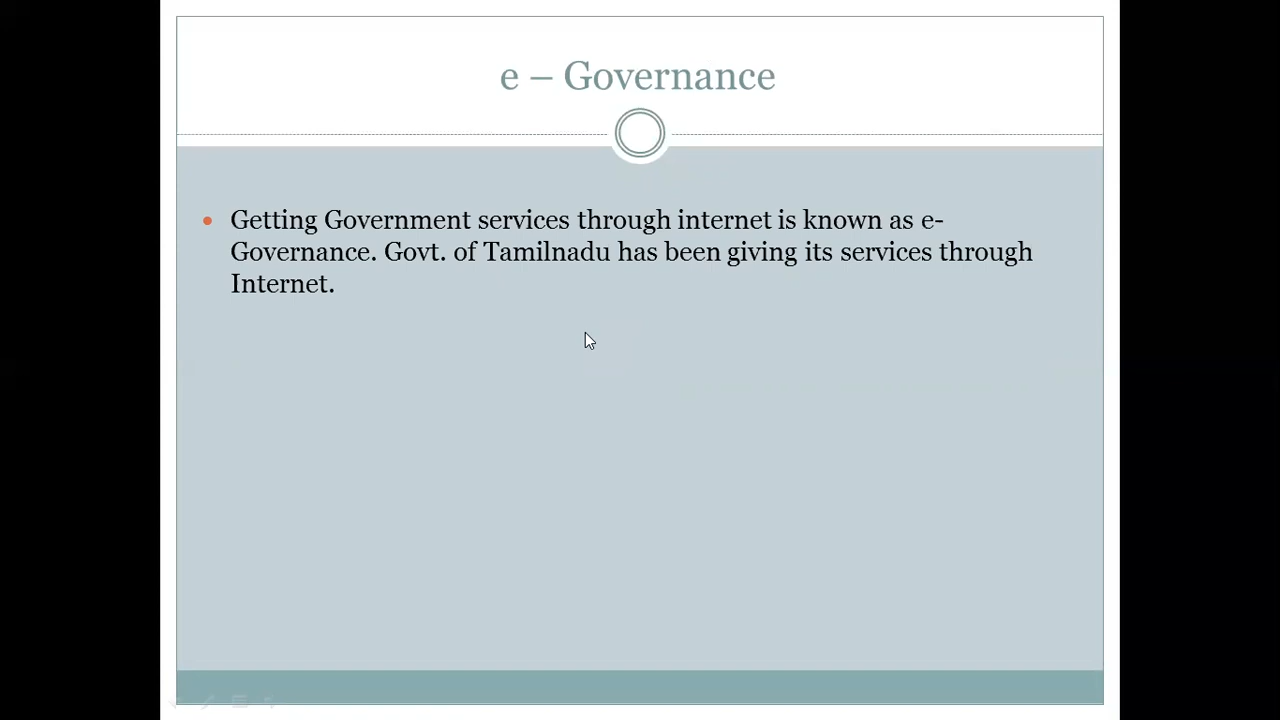 e – Governance
• Getting Government services through internet is known as e-
Governance. Govt. of Tamilnadu has been giving its services through
Internet.